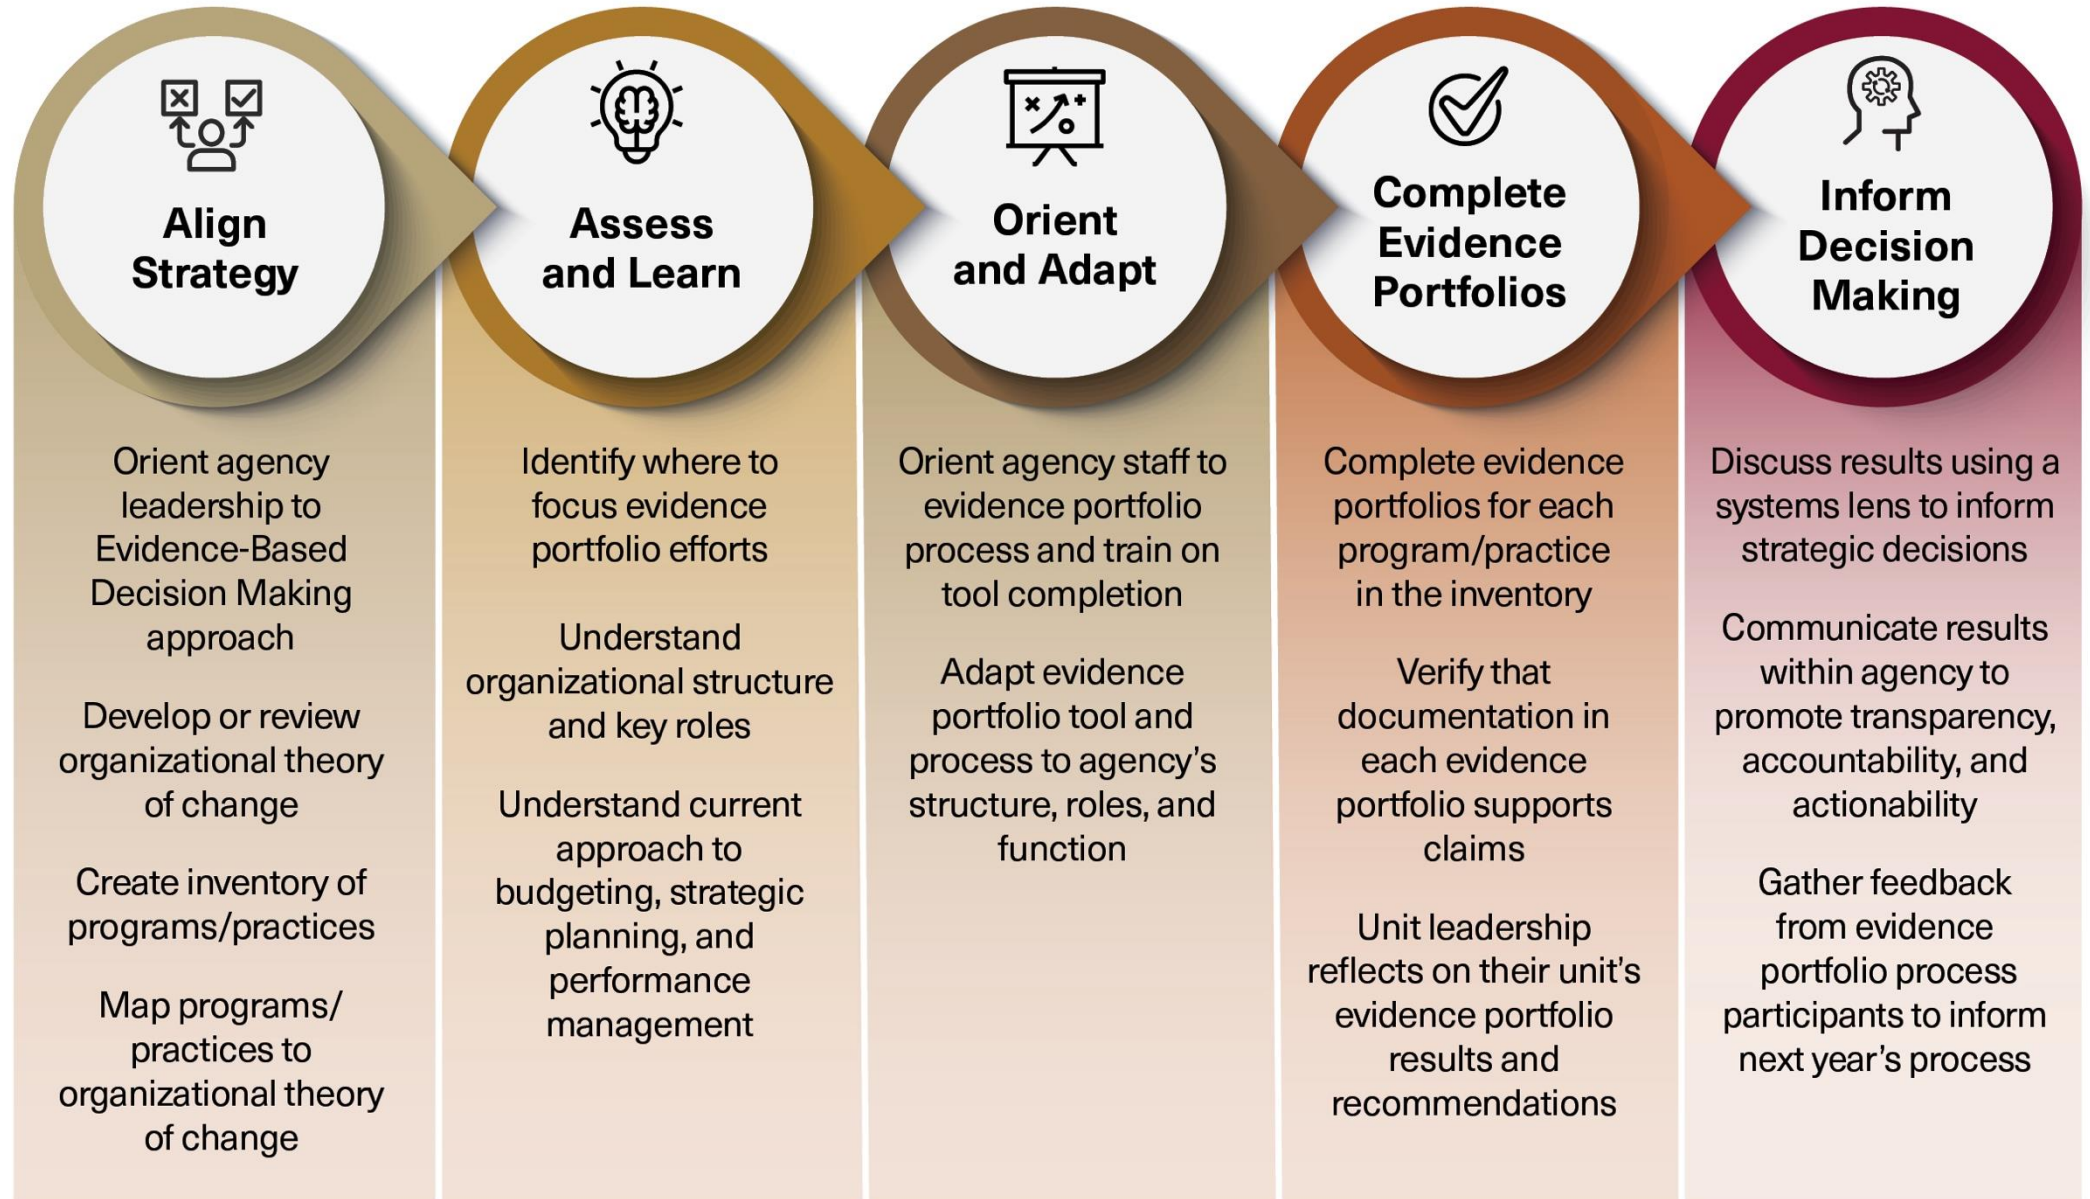 Align
Strategy
Orient agency
leadership to
Evidence-Based
Decision Making
approach
Develop or review
organizational theory
of change
Create inventory of
programs/practices
Map programs/
practices to
organizational theory
of change
Assess
and Learn
Identify where to
focus evidence
portfolio efforts
Understand
organizational structure
and key roles
Understand current
approach to
budgeting, strategic
planning, and
performance
management
Orient
and Adapt
Orient agency staff to
evidence portfolio
process and train on
tool completion
Adapt evidence
portfolio tool and
process to agency’s
structure, roles, and
function
Complete
Evidence
Portfolios
Complete evidence
portfolios for each
program/practice
in the inventory
Verify that
documentation in
each evidence
portfolio supports
claims
Unit leadership
reflects on their unit’s
evidence portfolio
results and
recommendations
Inform
Decision
Making
Discuss results using a
systems lens to inform
strategic decisions
Communicate results
within agency to
promote transparency,
accountability, and
actionability
Gather feedback
from evidence
portfolio process
participants to inform
next year’s process